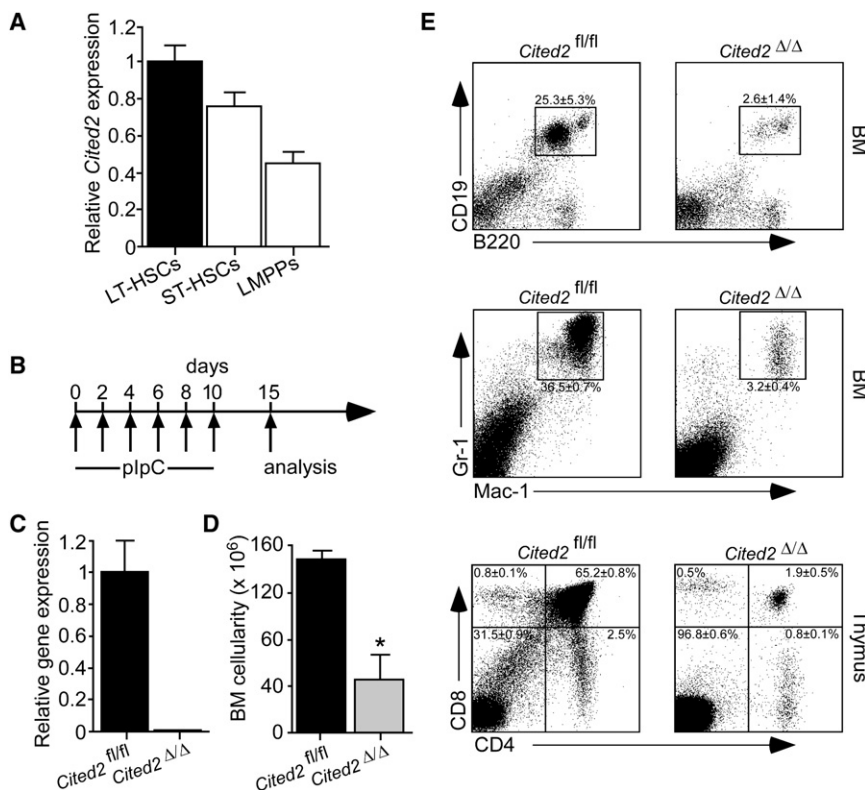 A
Relative Cited2 expression
1.2
1
0.8
0.6
0.4
0.2
0
LT-HSCs
ST-HSCs
LMPPs
B
days
0 2 4 6 8 10 15
pIpC
analysis
C
Relative gene expression
1.2
1
0.8
0.6
0.4
0.2
0
Cited2 fl/fl
Cited2 Δ/Δ
D
BM cellularity (x 10⁶)
160
120
60
40
0
*
Cited2 fl/fl
Cited2 Δ/Δ
E
Cited2 fl/fl
Cited2 Δ/Δ
25.3±5.3%
2.6±1.4%
CD19
B220
BM
Cited2 fl/fl
Cited2 Δ/Δ
36.5±0.7%
3.2±0.4%
Gr-1
Mac-1
BM
Cited2 fl/fl
Cited2 Δ/Δ
0.8±0.1% 65.2±0.8%
0.5% 1.9±0.5%
31.5±0.9% 2.5%
96.8±0.6% 0.8±0.1%
CD8
CD4
Thymus